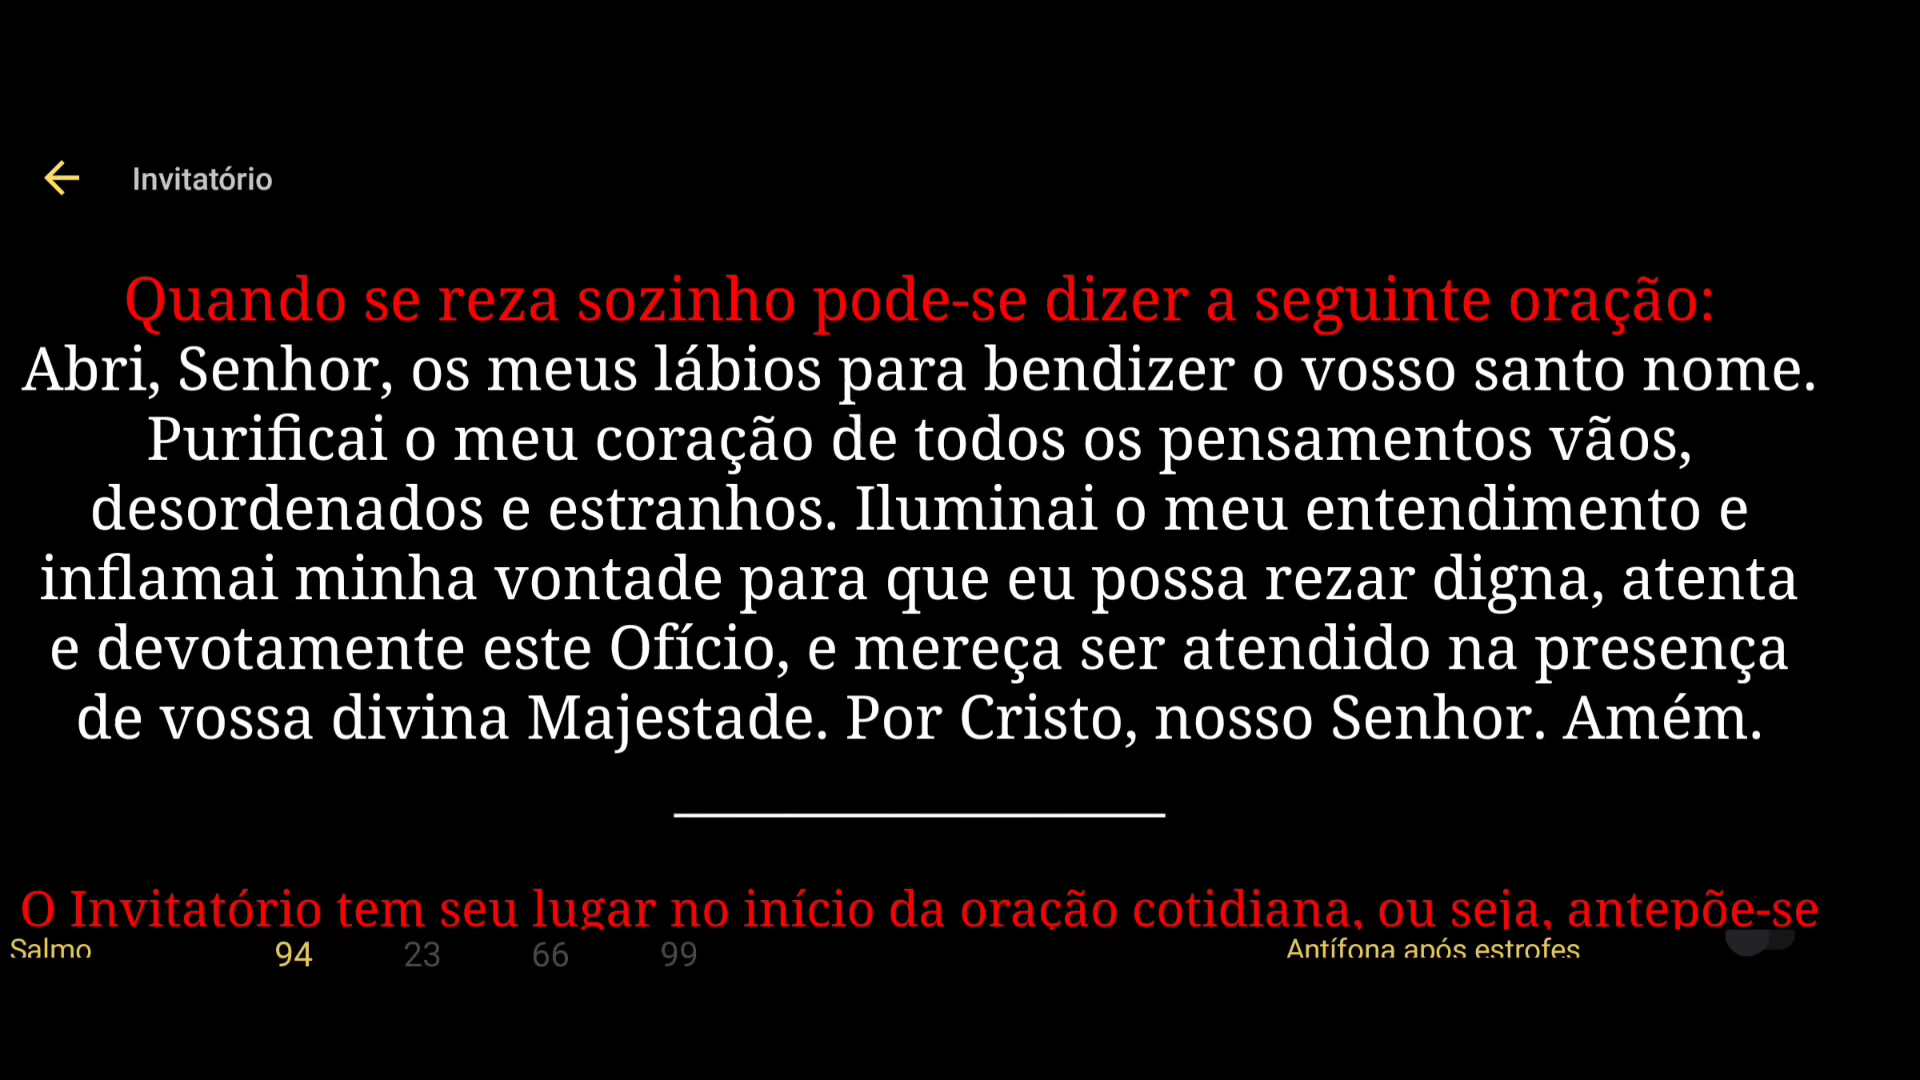 Invitatório
Quando se reza sozinho pode-se dizer a seguinte oração:
Abri, Senhor, os meus lábios para bendizer o vosso santo nome.
Purificai o meu coração de todos os pensamentos vãos,
desordenados e estranhos. Iluminai o meu entendimento e
inflamai minha vontade para que eu possa rezar digna, atenta
e devotamente este Ofício, e mereça ser atendido na presença
de vossa divina Majestade. Por Cristo, nosso Senhor. Amém.
O Invitatório tem seu lugar no início da oração cotidiana, ou seja, antepõe-se
Salmo 94 23 66 99 Antífona após estrofes